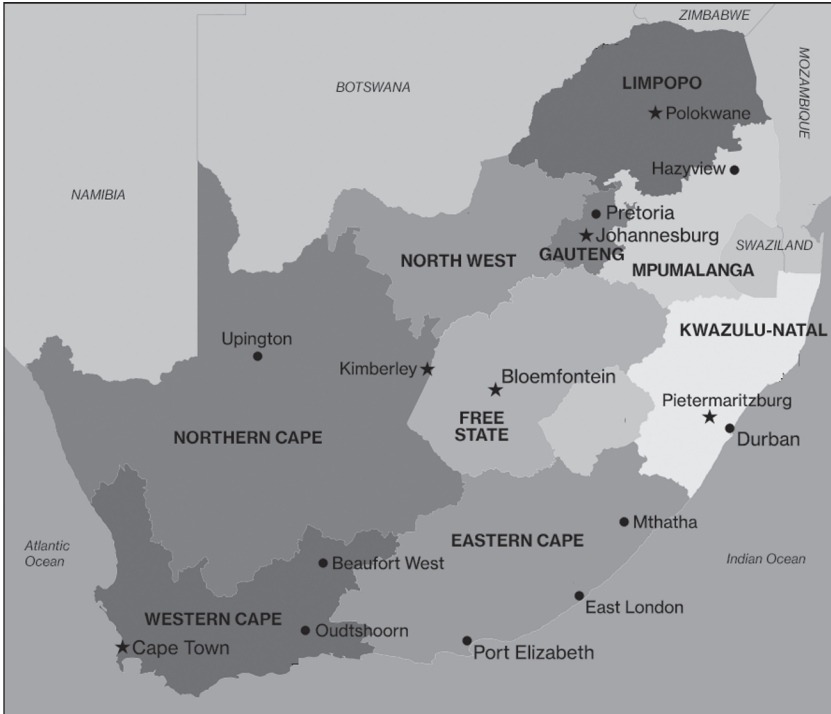 ZIMBABWE
BOTSWANA
MOZAMBIQUE
LIMPOPO
Polokwane
Hazyview
NAMIBIA
Pretoria
Johannesburg
SWAZILAND
GAUTENG
NORTH WEST
MPUMALANGA
KWAZULU-NATAL
Upington
Kimberley
Bloemfontein
Pietermaritzburg
FREE
STATE
NORTHERN CAPE
Durban
Mthatha
EASTERN CAPE
Atlantic
Ocean
Indian Ocean
Beaufort West
East London
WESTERN CAPE
Oudtshoorn
Cape Town
Port Elizabeth